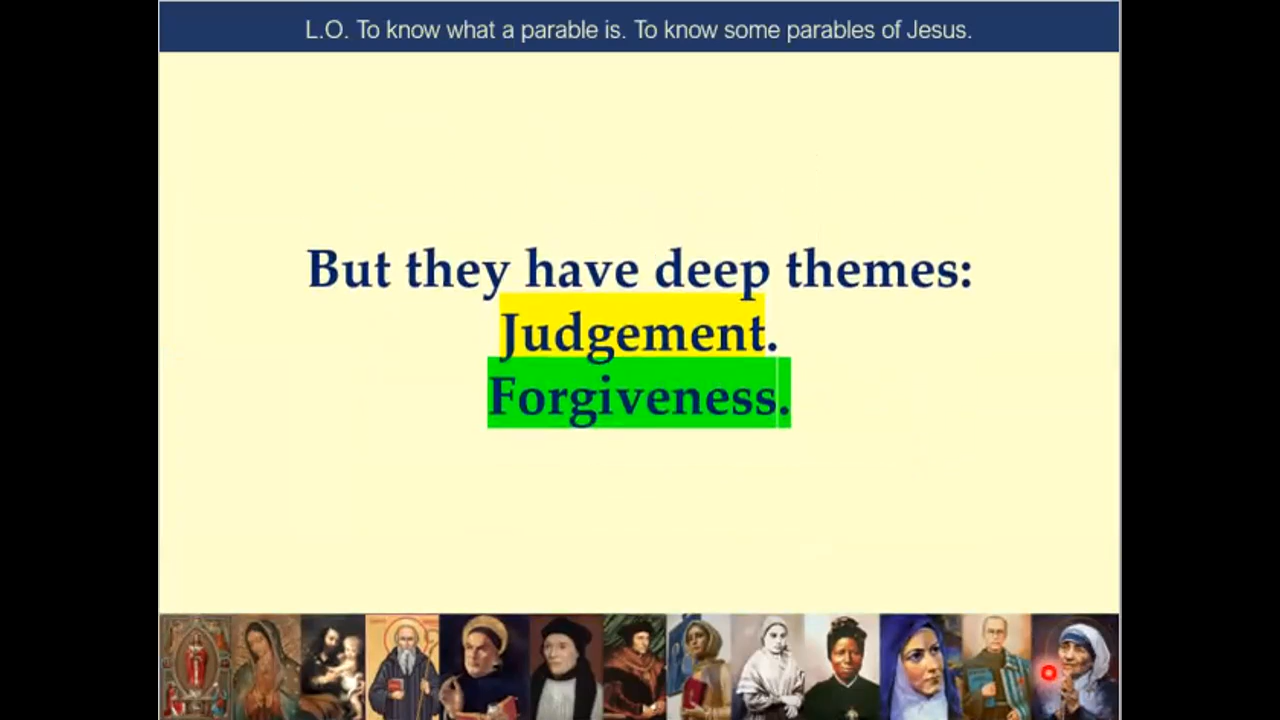 L.O. To know what a parable is. To know some parables of Jesus.
But they have deep themes:
Judgement.
Forgiveness.